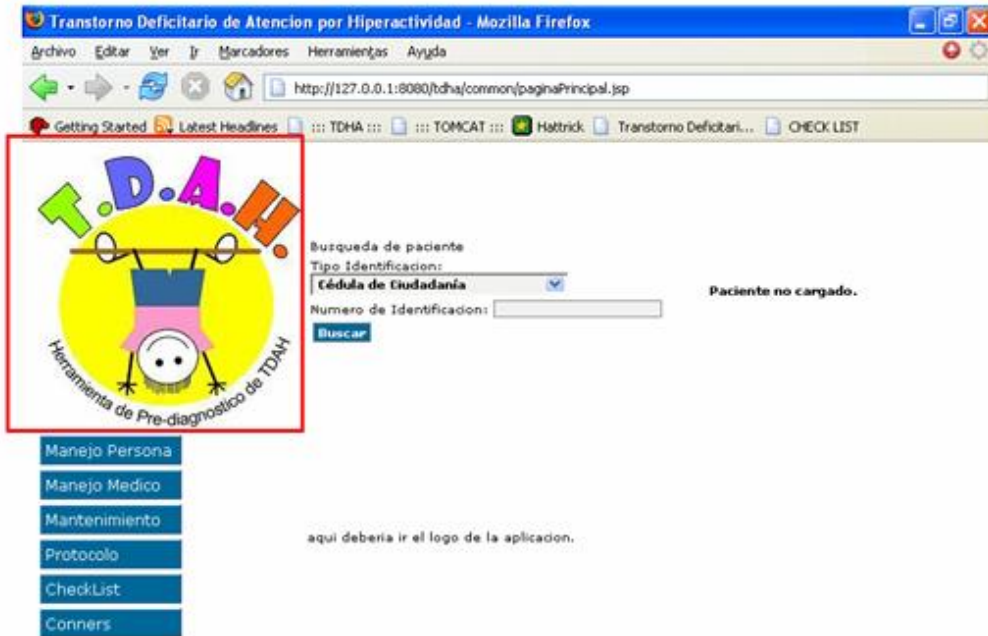 Transtorno Deficitario de Atencion por Hiperactividad - Mozilla Firefox
Archivo Editar Ver Ir Marcadores Herramientas Ayuda
http://127.0.0.1:8080/tdha/common/paginaPrincipal.jsp
Getting Started Latest Headlines ::: TDHA ::: ::: TOMCAT ::: Hattrick Transtorno Deficitari... CHECK LIST
T.D.A.H.
Herramienta de Pre-diagnostico de TDAH
Busqueda de paciente
Tipo Identificacion:
Cédula de Ciudadanía
Numero de Identificacion:
Buscar
Paciente no cargado.
Manejo Persona
Manejo Medico
Mantenimiento
Protocolo
CheckList
Conners
aqui deberia ir el logo de la aplicacion.